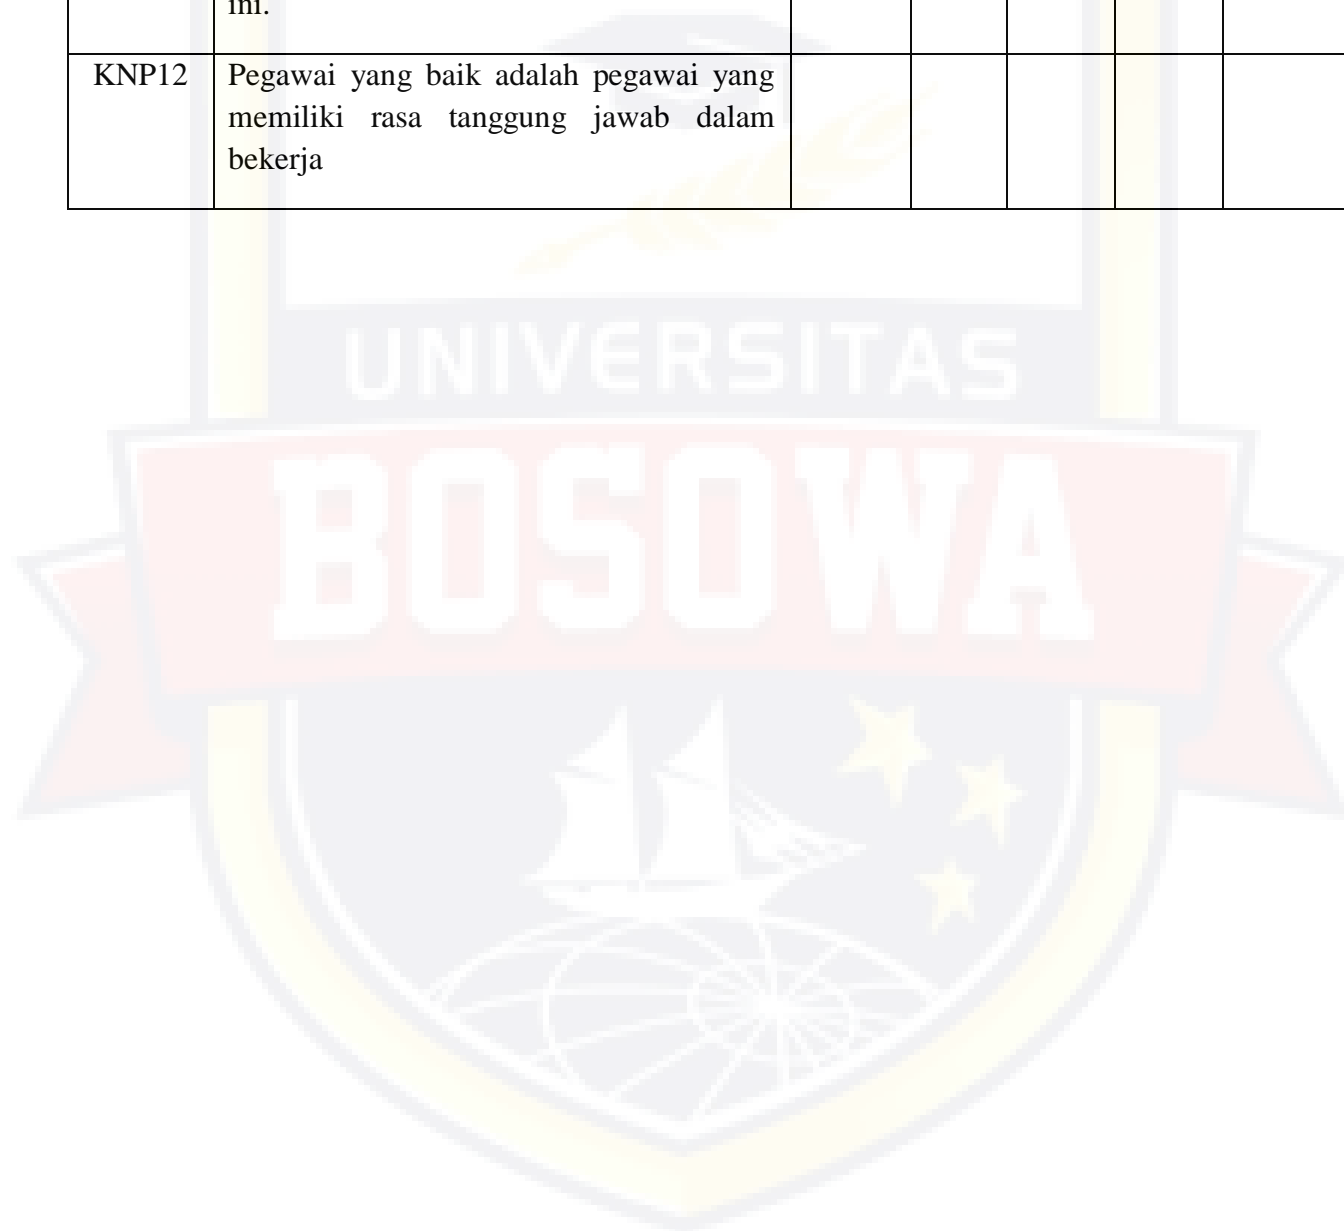 ini.
KNP12 Pegawai yang baik adalah pegawai yang
memiliki rasa tanggung jawab dalam
bekerja
UNIVERSITAS
BOSOWA